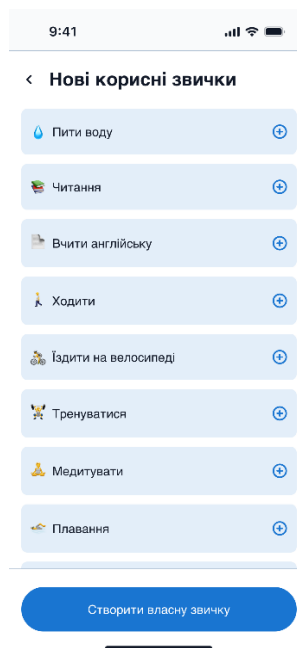 9:41
Нові корисні звички
Пити воду
Читання
Вчити англійську
Ходити
Їздити на велосипеді
Тренуватися
Медитувати
Плавання
Створити власну звичку